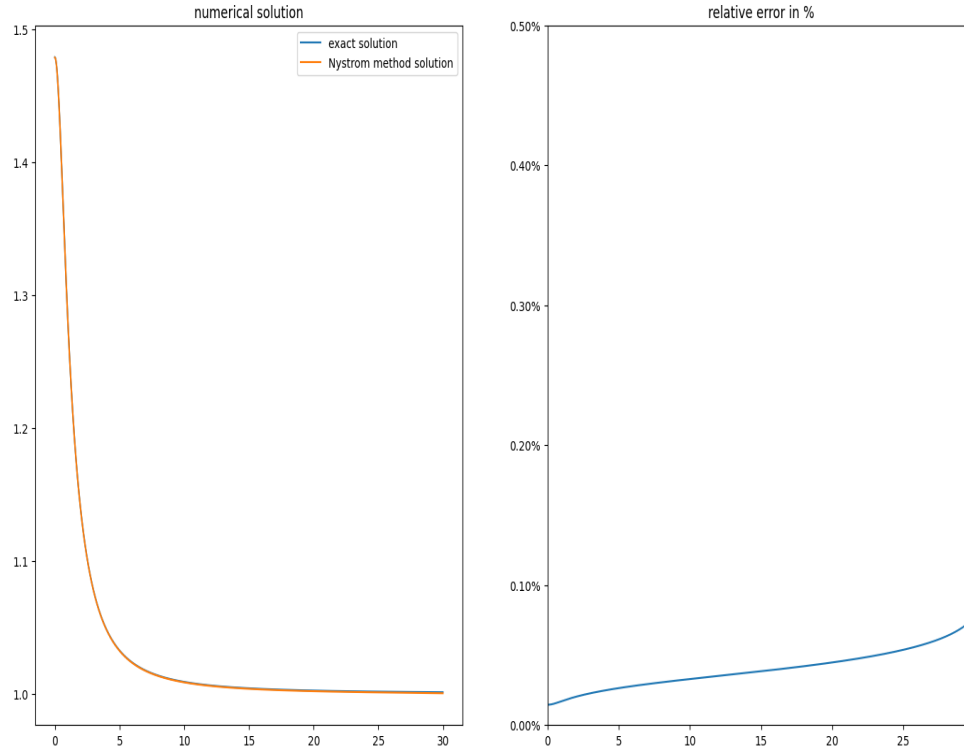 numerical solution
1.5
1.4
1.3
1.2
1.1
1.0
0 5 10 15 20 25 30
exact solution
Nystrom method solution
relative error in %
0.50%
0.40%
0.30%
0.20%
0.10%
0.00%
0 5 10 15 20 25